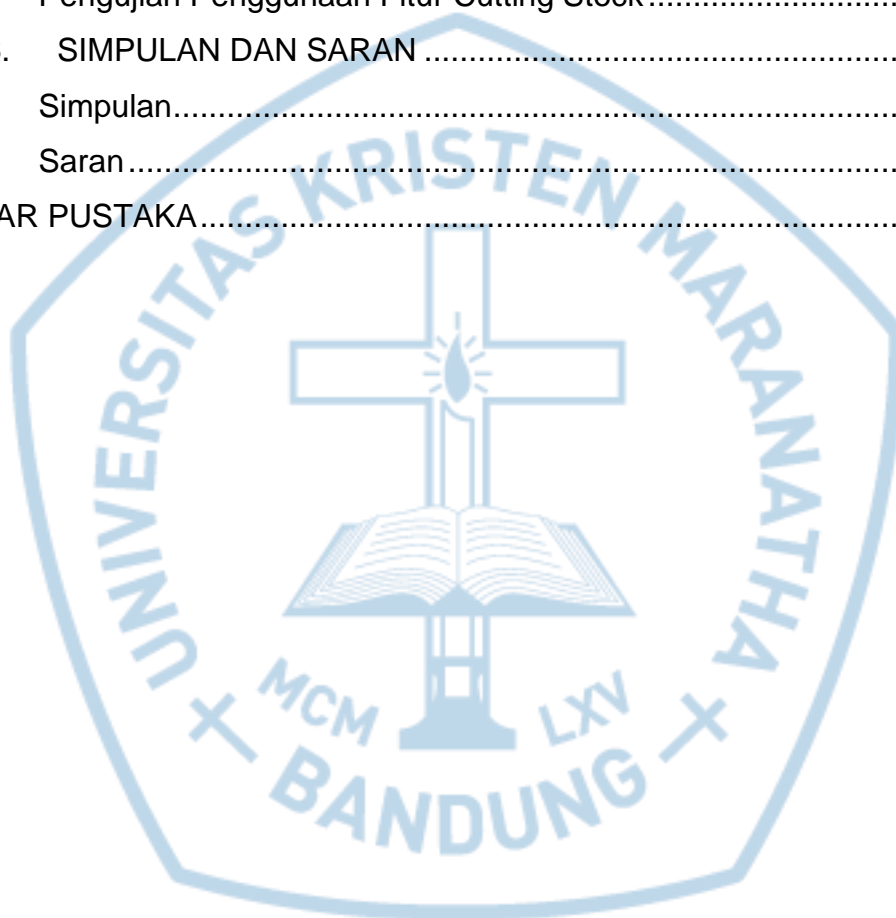 Pengujian Penggunaan Fitur Cutting Stock................................
. SIMPULAN DAN SARAN................................................................
Simpulan................................................................................................
Saran......................................................................................................
AR PUSTAKA.........................................................................................
UNIVERSITAS KRISTEN MARANATHA
MCM LXV
BANDUNG